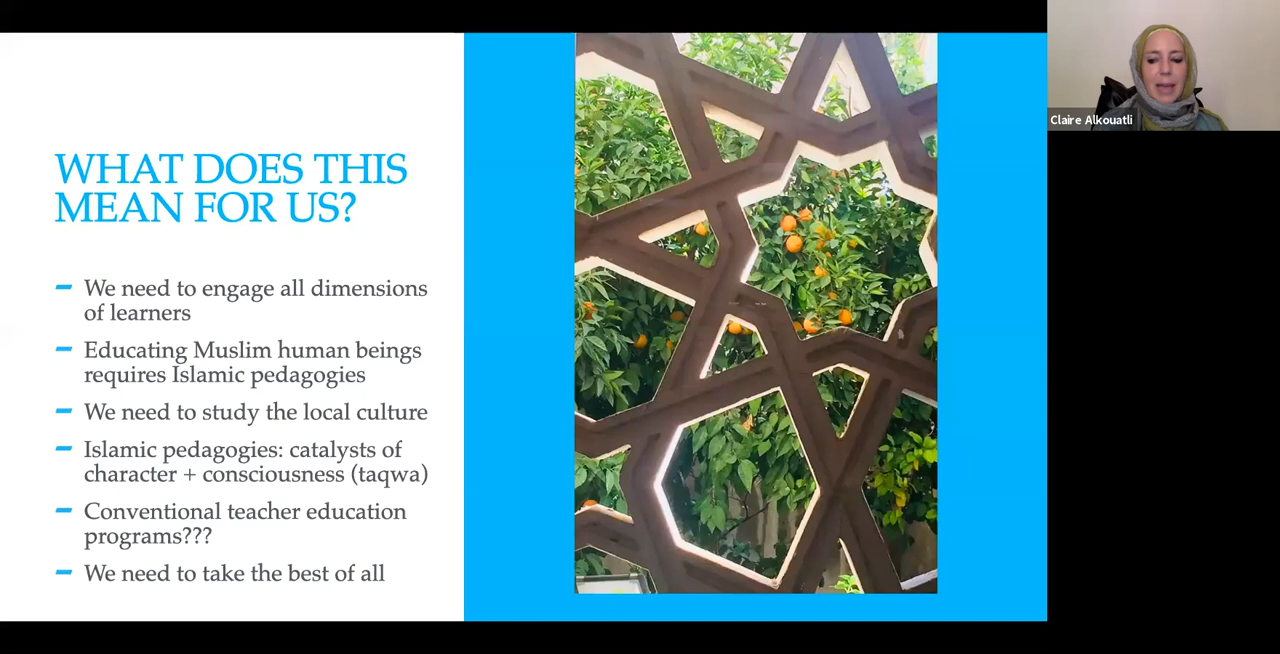 WHAT DOES THIS
MEAN FOR US?
– We need to engage all dimensions
of learners
– Educating Muslim human beings
requires Islamic pedagogies
– We need to study the local culture
– Islamic pedagogies: catalysts of
character + consciousness (taqwa)
– Conventional teacher education
programs???
– We need to take the best of all
Claire Alkouatli